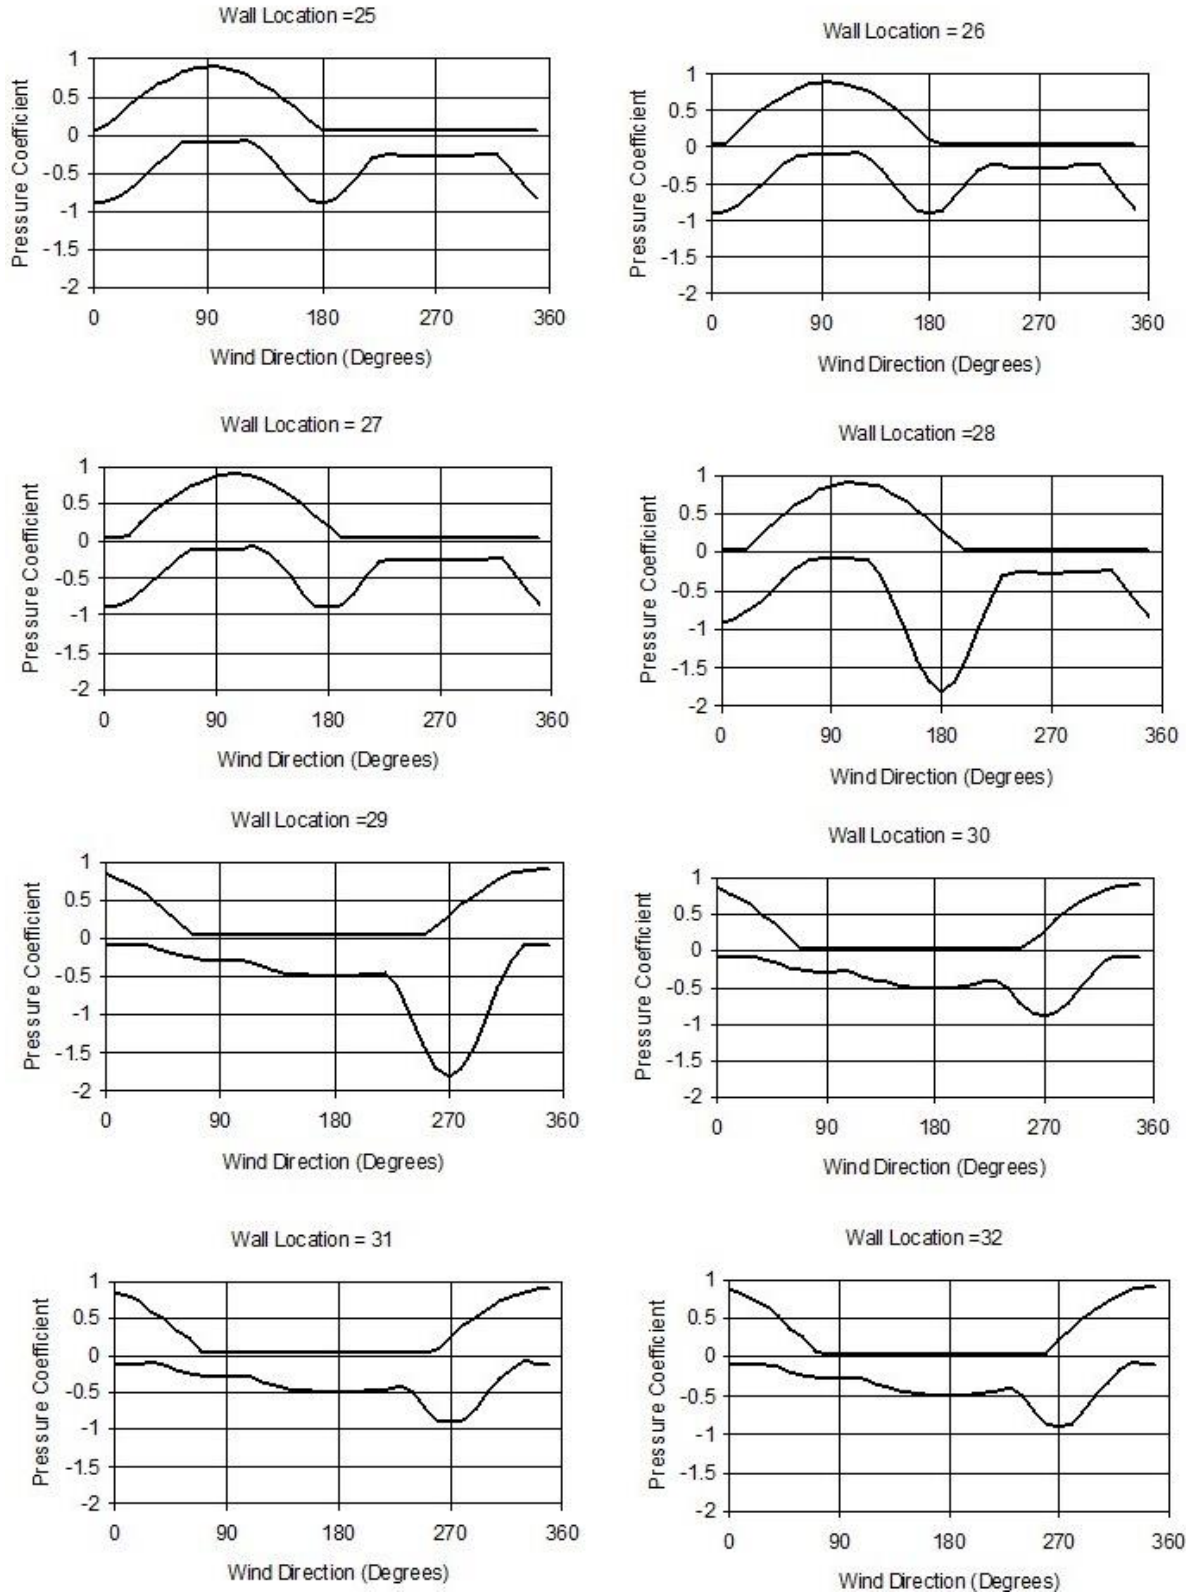 Wall Location =25
Pressure Coefficient
1
0.5
0
-0.5
-1
-1.5
-2
0 90 180 270 360
Wind Direction (Degrees)
Wall Location = 26
Pressure Coefficient
1
0.5
0
-0.5
-1
-1.5
-2
0 90 180 270 360
Wind Direction (Degrees)
Wall Location = 27
Pressure Coefficient
1
0.5
0
-0.5
-1
-1.5
-2
0 90 180 270 360
Wind Direction (Degrees)
Wall Location =28
Pressure Coefficient
1
0.5
0
-0.5
-1
-1.5
-2
0 90 180 270 360
Wind Direction (Degrees)
Wall Location =29
Pressure Coefficient
1
0.5
0
-0.5
-1
-1.5
-2
0 90 180 270 360
Wind Direction (Degrees)
Wall Location = 30
Pressure Coefficient
1
0.5
0
-0.5
-1
-1.5
-2
0 90 180 270 360
Wind Direction (Degrees)
Wall Location = 31
Pressure Coefficient
1
0.5
0
-0.5
-1
-1.5
-2
0 90 180 270 360
Wind Direction (Degrees)
Wall Location =32
Pressure Coefficient
1
0.5
0
-0.5
-1
-1.5
-2
0 90 180 270 360
Wind Direction (Degrees)